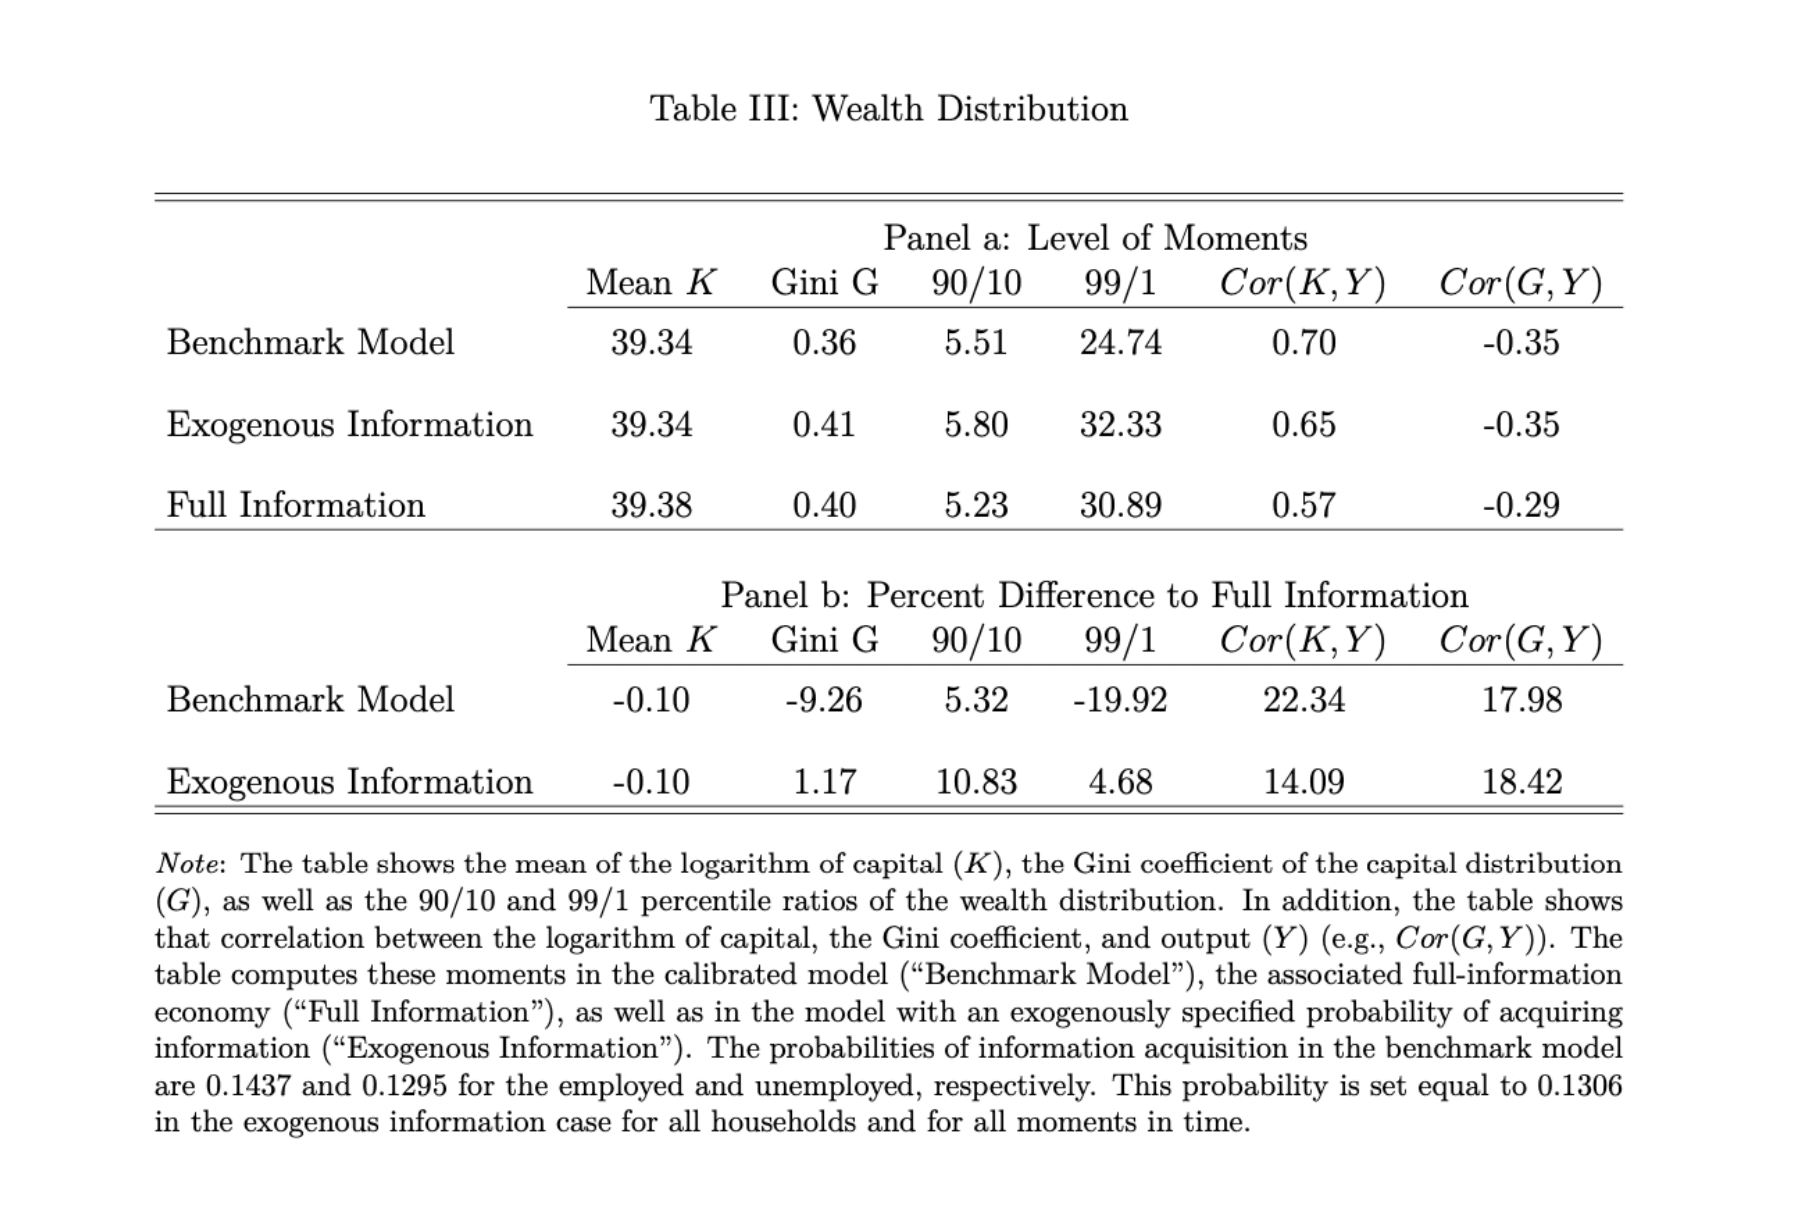 Table III: Wealth Distribution
Panel a: Level of Moments
Mean K Gini G 90/10 99/1 Cor(K, Y) Cor(G, Y)
Benchmark Model 39.34 0.36 5.51 24.74 0.70 -0.35
Exogenous Information 39.34 0.41 5.80 32.33 0.65 -0.35
Full Information 39.38 0.40 5.23 30.89 0.57 -0.29
Panel b: Percent Difference to Full Information
Mean K Gini G 90/10 99/1 Cor(K, Y) Cor(G, Y)
Benchmark Model -0.10 -9.26 5.32 -19.92 22.34 17.98
Exogenous Information -0.10 1.17 10.83 4.68 14.09 18.42
Note: The table shows the mean of the logarithm of capital (K), the Gini coefficient of the capital distribution
(G), as well as the 90/10 and 99/1 percentile ratios of the wealth distribution. In addition, the table shows
that correlation between the logarithm of capital, the Gini coefficient, and output (Y) (e.g., Cor(G, Y)). The
table computes these moments in the calibrated model (“Benchmark Model”), the associated full-information
economy (“Full Information”), as well as in the model with an exogenously specified probability of acquiring
information (“Exogenous Information”). The probabilities of information acquisition in the benchmark model
are 0.1437 and 0.1295 for the employed and unemployed, respectively. This probability is set equal to 0.1306
in the exogenous information case for all households and for all moments in time.